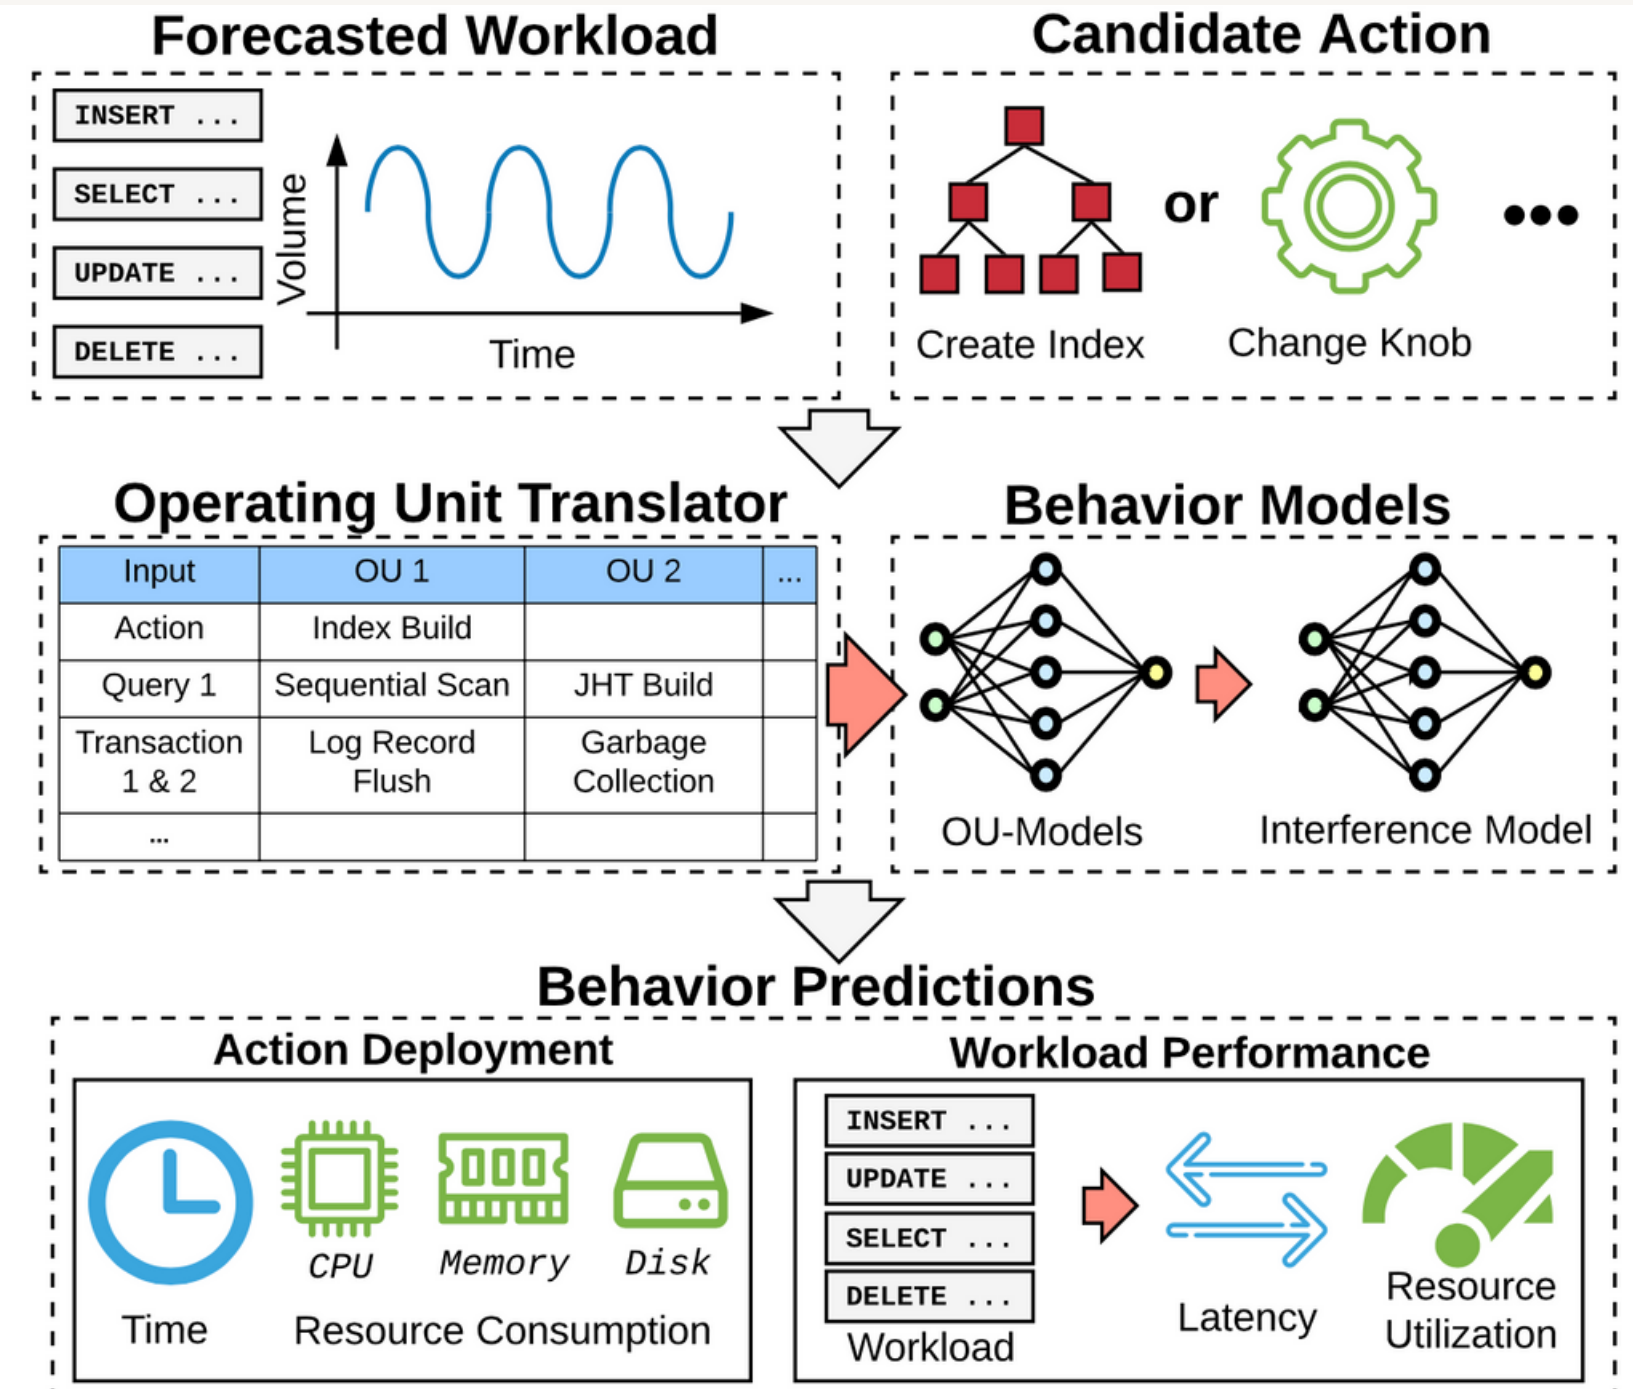 Forecasted Workload
INSERT ...
SELECT ...
UPDATE ...
DELETE ...
Volume
Time
Candidate Action
or
...
Create Index
Change Knob
Operating Unit Translator
Input OU 1 OU 2 ...
Action Index Build
Query 1 Sequential Scan JHT Build
Transaction 1 & 2 Log Record Flush Garbage Collection
...
Behavior Models
OU-Models
Interference Model
Behavior Predictions
Action Deployment
CPU Memory Disk
Time
Resource Consumption
Workload Performance
INSERT ...
UPDATE ...
SELECT ...
DELETE ...
Workload
Latency
Resource
Utilization